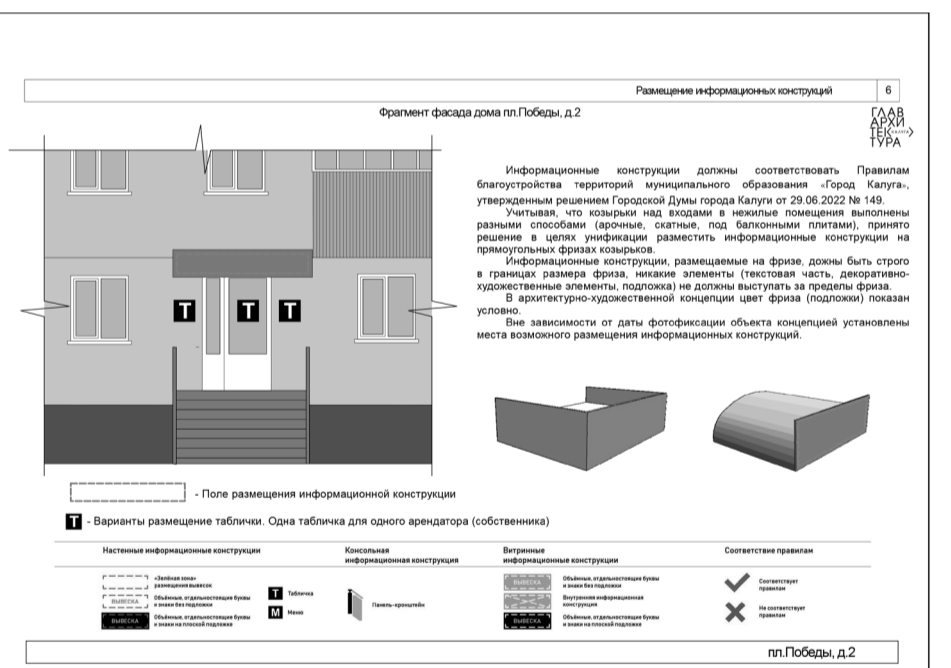 Размещение информационных конструкций
6
Фрагмент фасада дома пл.Победы, д.2
ГЛАВ
АРХИ
ТЕК КАЛУГА
ТУРА
Информационные конструкции должны соответствовать Правилам
благоустройства территорий муниципального образования «Город Калуга»,
утвержденным решением Городской Думы города Калуги от 29.06.2022 № 149.
Учитывая, что козырьки над входами в нежилые помещения выполнены
разными способами (арочные, скатные, под балконными плитами), принято
решение в целях унификации разместить информационные конструкции на
прямоугольных фризах козырьков.
Информационные конструкции, размещаемые на фризе, дожны быть строго
в границах размера фриза, никакие элементы (текстовая часть, декоративно-
художественные элементы, подложка) не должны выступать за пределы фриза.
В архитектурно-художественной концепции цвет фриза (подложки) показан
условно.
Вне зависимости от даты фотофиксации объекта концепцией установлены
места возможного размещения информационных конструкций.
Т Т Т
- Поле размещения информационной конструкции
Т - Варианты размещение таблички. Одна табличка для одного арендатора (собственника)
Настенные информационные конструкции
«Зелёная зона»
размещения вывесок
ВЫВЕСКА
Объёмные, отдельностоящие буквы
и знаки без подложки
ВЫВЕСКА
Объёмные, отдельностоящие буквы
и знаки на плоской подложке
Т Табличка
М Меню
Консольная
информационная конструкция
Панель-кронштейн
Витринные
информационные конструкции
ВЫВЕСКА
Объёмные, отдельностоящие буквы
и знаки без подложки
Внутренняя информационная
конструкция
ВЫВЕСКА
Объёмные, отдельностоящие буквы
и знаки на плоской подложке
Соответствие правилам
Соответствует
правилам
Не соответствует
правилам
пл.Победы, д.2